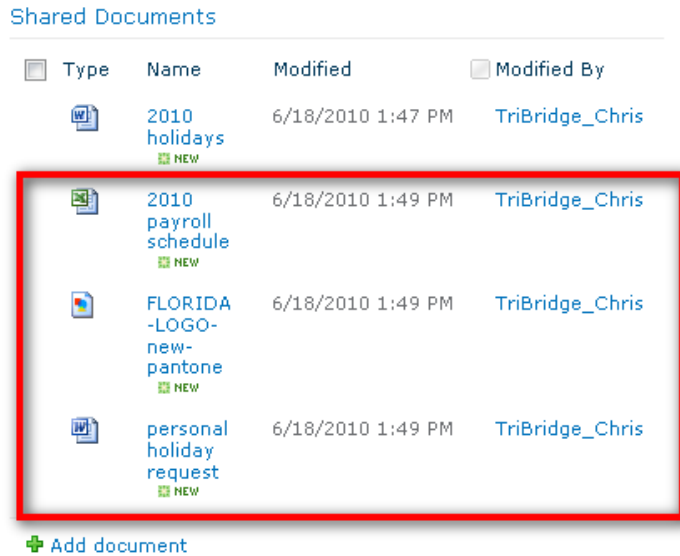 Shared Documents
Type Name Modified Modified By
2010 6/18/2010 1:47 PM TriBridge_Chris
holidays
NEW
2010 6/18/2010 1:49 PM TriBridge_Chris
payroll
schedule
NEW
FLORIDA 6/18/2010 1:49 PM TriBridge_Chris
-LOGO-
new-
pantone
NEW
personal 6/18/2010 1:49 PM TriBridge_Chris
holiday
request
NEW
Add document